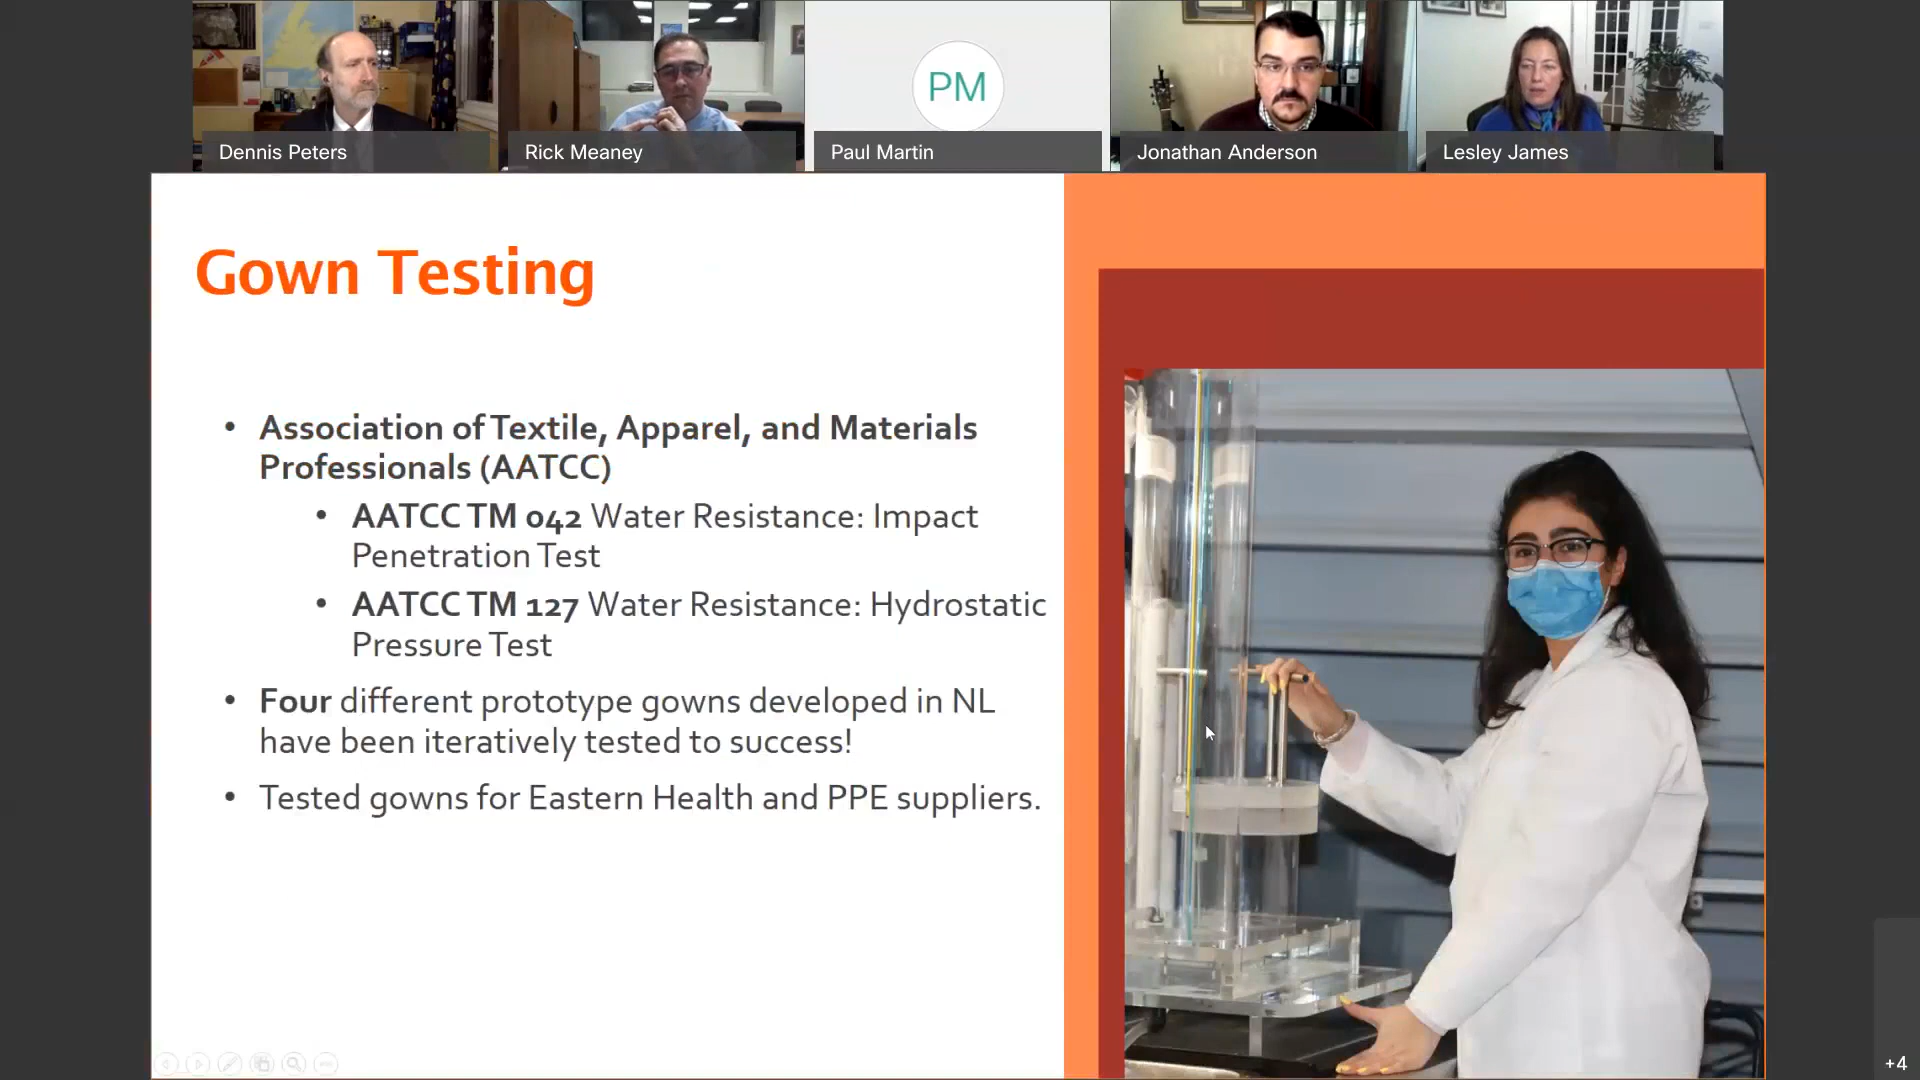 PM
Dennis Peters
Rick Meaney
Paul Martin
Jonathan Anderson
Lesley James
Gown Testing
• Association of Textile, Apparel, and Materials
Professionals (AATCC)
• AATCC TM 042 Water Resistance: Impact
Penetration Test
• AATCC TM 127 Water Resistance: Hydrostatic
Pressure Test
• Four different prototype gowns developed in NL
have been iteratively tested to success!
• Tested gowns for Eastern Health and PPE suppliers.
+4